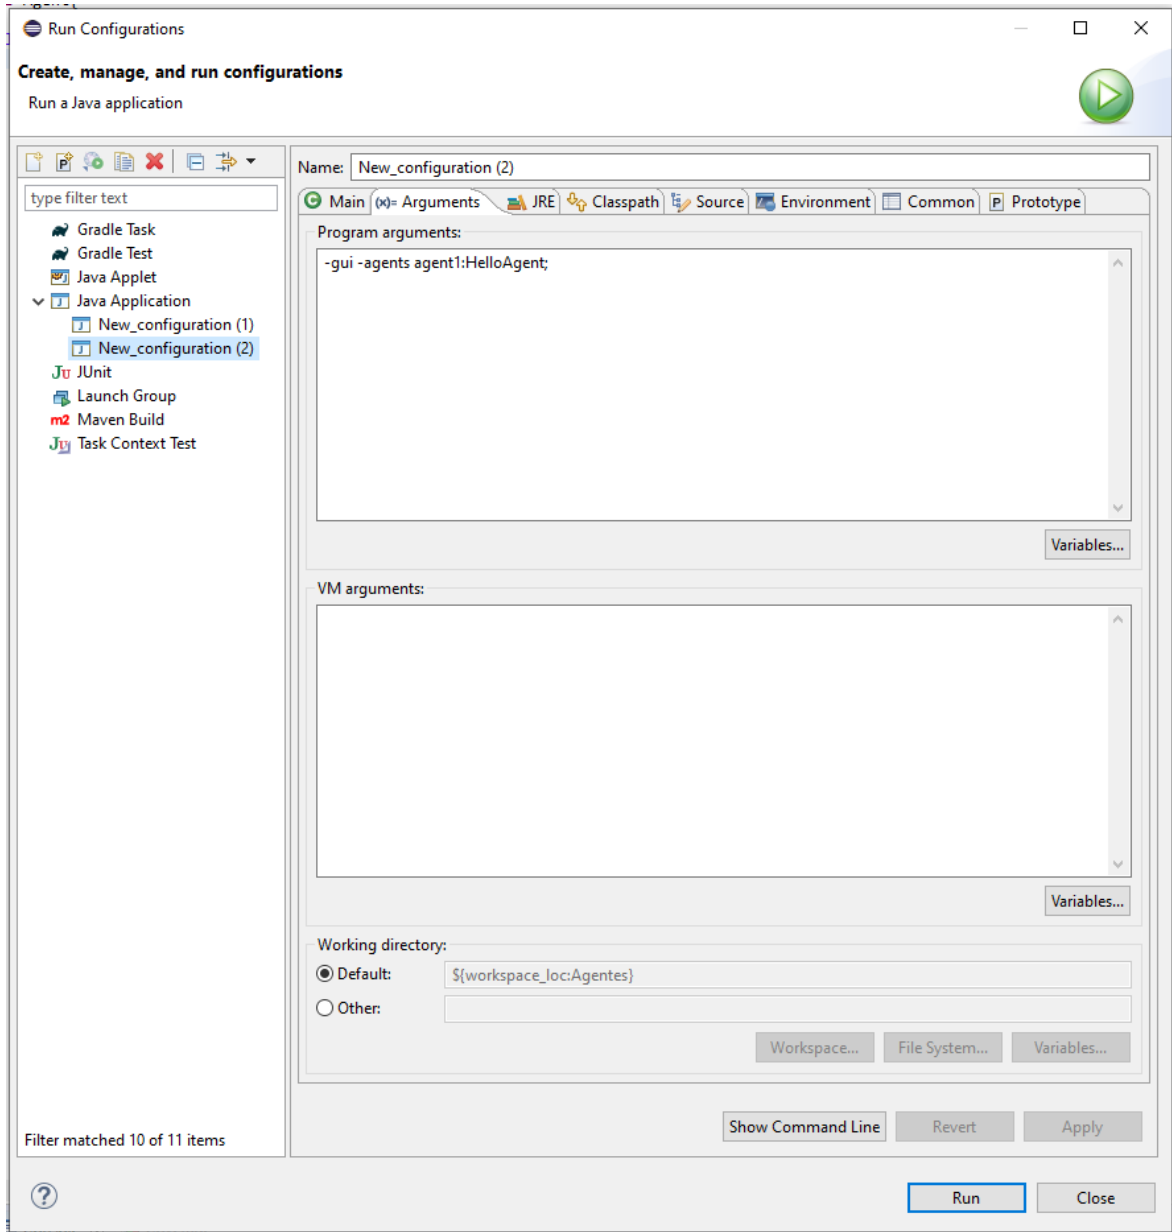 Run Configurations
Create, manage, and run configurations
Run a Java application
Name: New_configuration (2)
type filter text
Main (x)= Arguments JRE Classpath Source Environment Common P Prototype
Gradle Task
Gradle Test
Java Applet
Java Application
New_configuration (1)
New_configuration (2)
Ju JUnit
Launch Group
m2 Maven Build
Ju Task Context Test
Filter matched 10 of 11 items
Program arguments:
-gui -agents agent1:HelloAgent;
Variables...
VM arguments:
Variables...
Working directory:
Default: ${workspace_loc:Agentes}
Other:
Workspace... File System... Variables...
Show Command Line Revert Apply
? Run Close